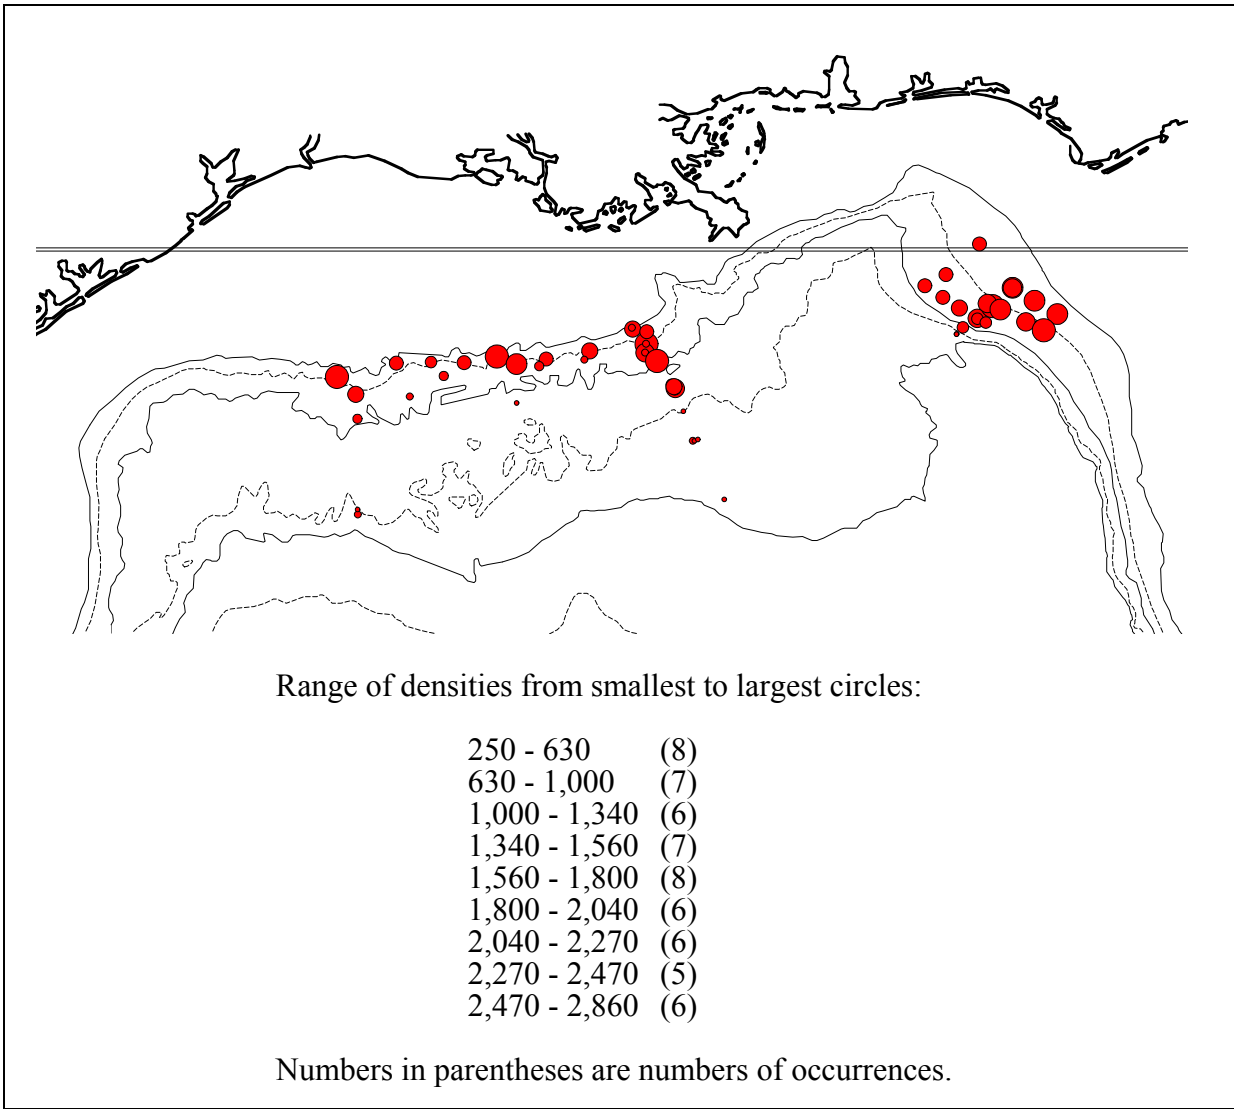 Range of densities from smallest to largest circles:
250 - 630 (8)
630 - 1,000 (7)
1,000 - 1,340 (6)
1,340 - 1,560 (7)
1,560 - 1,800 (8)
1,800 - 2,040 (6)
2,040 - 2,270 (6)
2,270 - 2,470 (5)
2,470 - 2,860 (6)
Numbers in parentheses are numbers of occurrences.